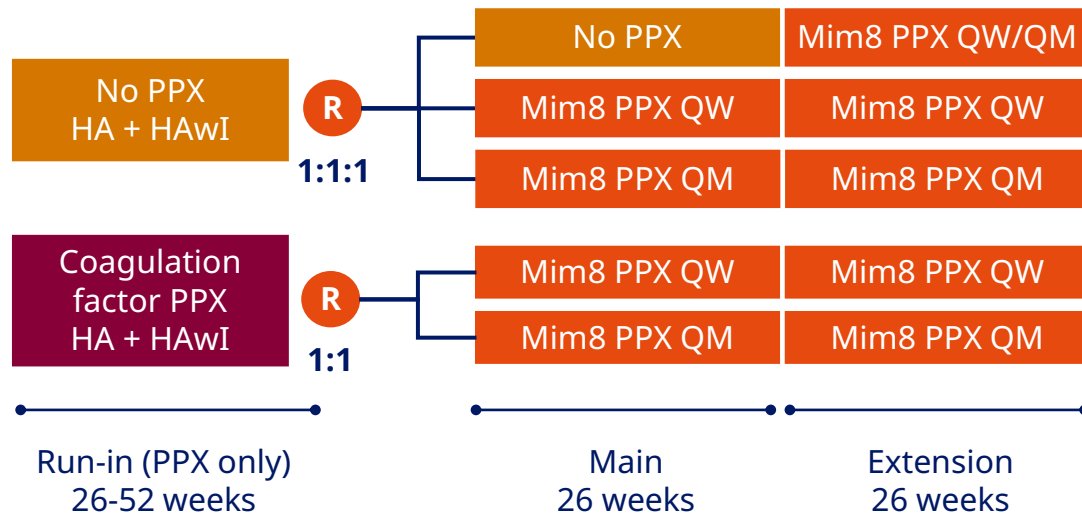 No PPX
HA + HAwI
R
1:1:1
No PPX
Mim8 PPX QW/QM
Mim8 PPX QW
Mim8 PPX QW
Mim8 PPX QM
Mim8 PPX QM
Coagulation
factor PPX
HA + HAwI
R
1:1
Mim8 PPX QW
Mim8 PPX QW
Mim8 PPX QM
Mim8 PPX QM
Run-in (PPX only)
26-52 weeks
Main
26 weeks
Extension
26 weeks